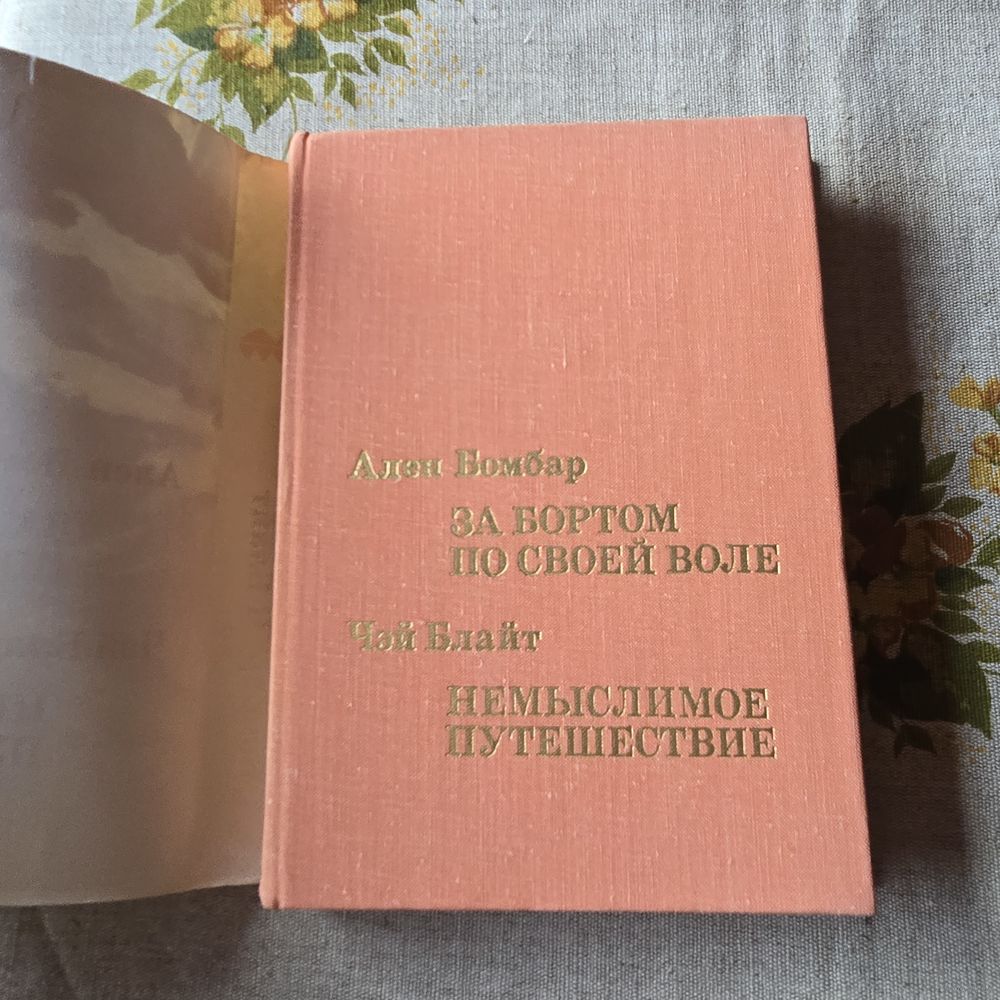 Ален Бомбар
ЗА БОРТОМ
ПО СВОЕЙ ВОЛЕ
Чэй Блайт
НЕМЫСЛИМОЕ
ПУТЕШЕСТВИЕ